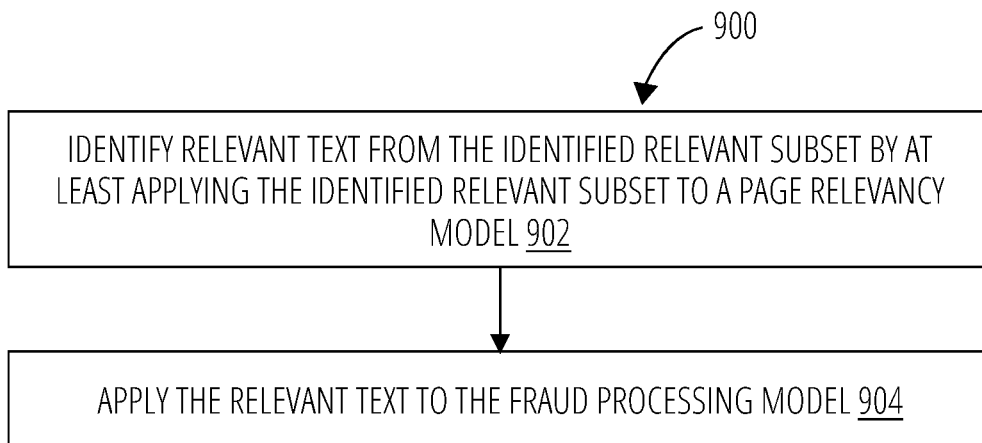 900
IDENTIFY RELEVANT TEXT FROM THE IDENTIFIED RELEVANT SUBSET BY AT
LEAST APPLYING THE IDENTIFIED RELEVANT SUBSET TO A PAGE RELEVANCY
MODEL 902
APPLY THE RELEVANT TEXT TO THE FRAUD PROCESSING MODEL 904